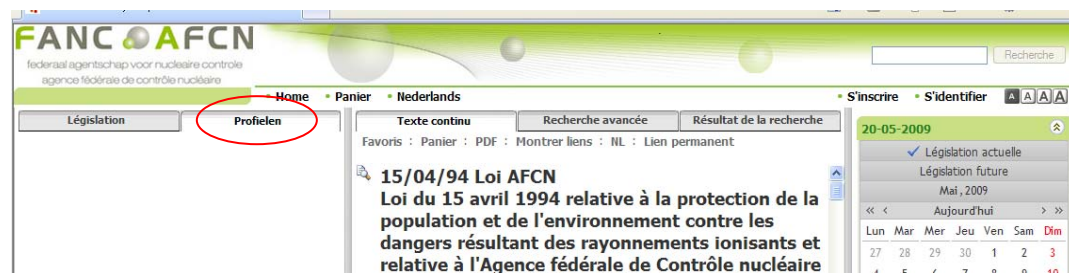 FANC AFCN
federaal agentschap voor nucleaire controle
agence fédérale de contrôle nucléaire
Recherche
• Home • Panier • Nederlands • S'inscrire • S'identifier A A A A
Législation Profielen Texte continu Recherche avancée Résultat de la recherche
Favoris : Panier : PDF : Montrer liens : NL : Lien permanent
20-05-2009
Législation actuelle
Législation future
Mai , 2009
« ‹ Aujourd'hui › »
Lun Mar Mer Jeu Ven Sam Dim
27 28 29 30 1 2 3
15/04/94 Loi AFCN
Loi du 15 avril 1994 relative à la protection de la
population et de l'environnement contre les
dangers résultant des rayonnements ionisants et
relative à l'Agence fédérale de Contrôle nucléaire